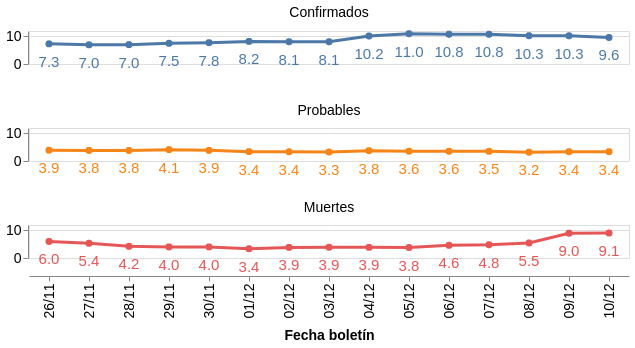 Confirmados
10
0
7.3 7.0 7.0 7.5 7.8 8.2 8.1 8.1 10.2 11.0 10.8 10.8 10.3 10.3 9.6
Probables
10
0
3.9 3.8 3.8 4.1 3.9 3.4 3.4 3.3 3.8 3.6 3.6 3.5 3.2 3.4 3.4
Muertes
10
0
6.0 5.4 4.2 4.0 4.0 3.4 3.9 3.9 3.9 3.8 4.6 4.8 5.5 9.0 9.1
26/11 27/11 28/11 29/11 30/11 01/12 02/12 03/12 04/12 05/12 06/12 07/12 08/12 09/12 10/12
Fecha boletín